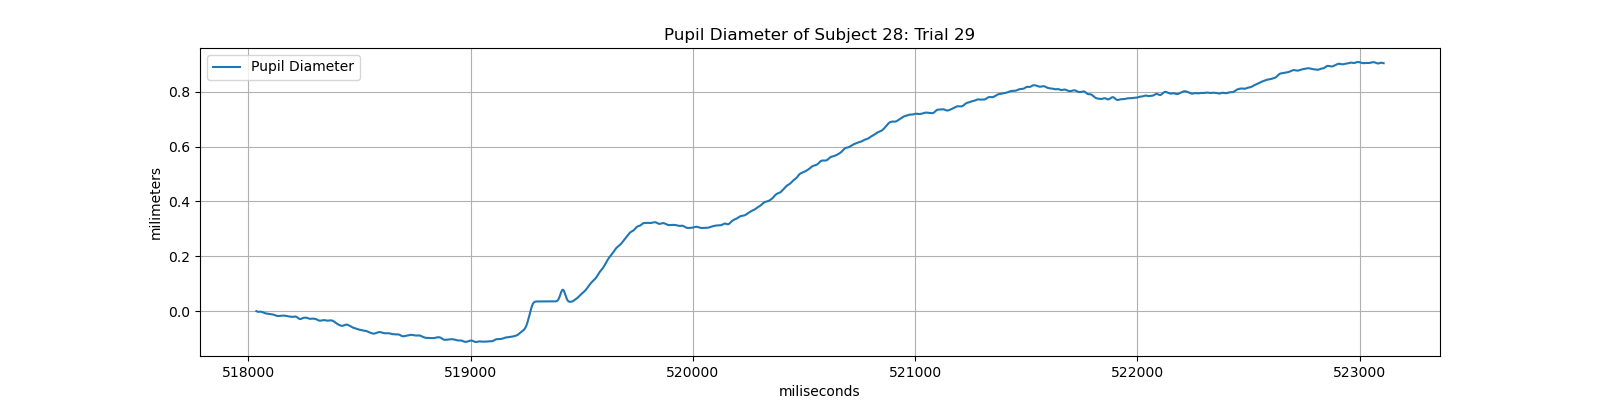 Pupil Diameter of Subject 28: Trial 29
Pupil Diameter
milimeters
0.8
0.6
0.4
0.2
0.0
518000 519000 520000 521000 522000 523000
miliseconds